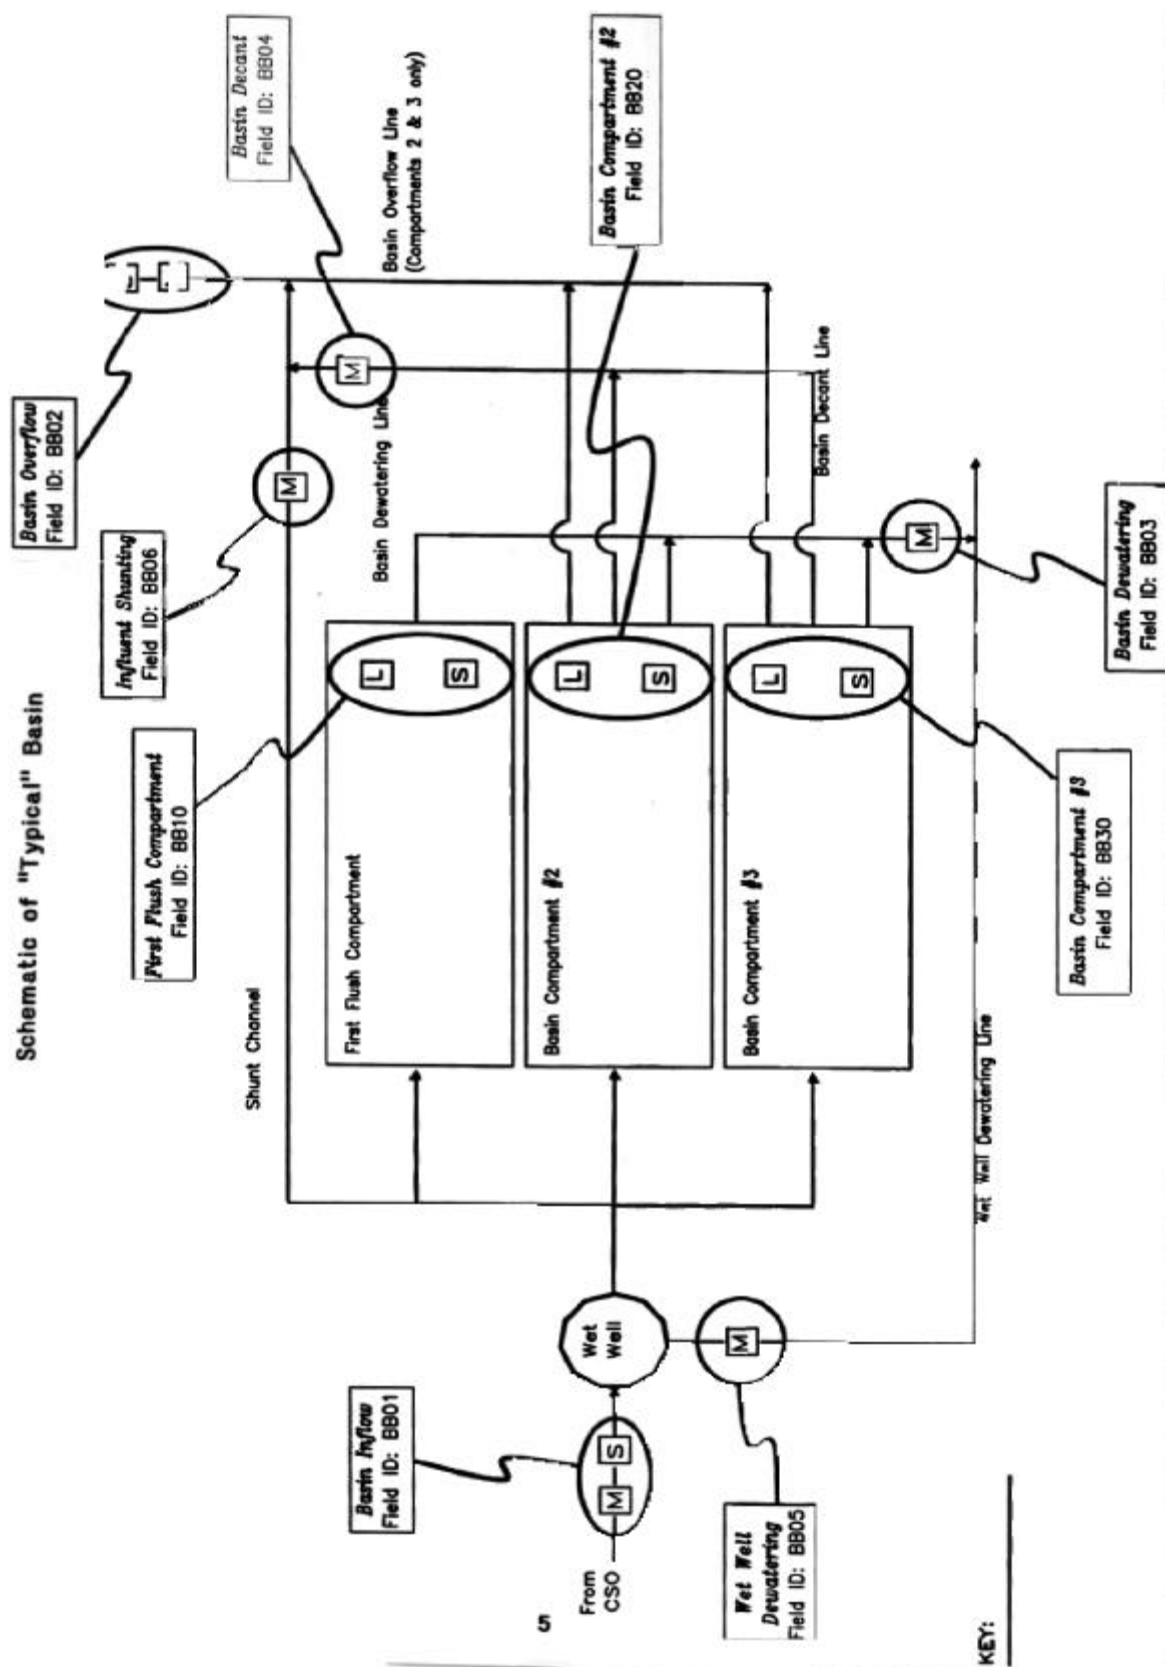 Schematic of "Typical" Basin
Basin Overflow
Field ID: BB02
Influent Shunting
Field ID: BB06
First Flush Compartment
Field ID: BB10
Basin Decant
Field ID: BB04
Shunt Channel
Basin Overflow Line
(Compartments 2 & 3 only)
M
M
Basin Dewatering Line
First Flush Compartment
L
S
Basin Inflow
Field ID: BB01
Basin Compartment #2
Field ID: BB20
From
CSO
M
S
Wet
Well
Basin Compartment #2
L
S
Basin Compartment #3
L
S
Basin Decant Line
M
M
Wet Well
Dewatering
Field ID: BB05
Wet Well Dewatering Line
Basin Compartment #3
Field ID: BB30
Basin Dewatering
Field ID: BB03
5
KEY: